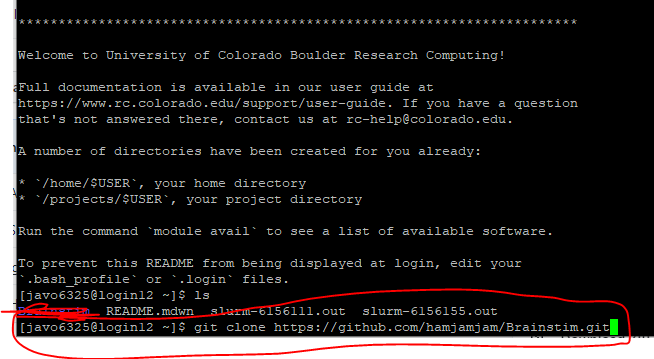 ******************************************************************
Welcome to University of Colorado Boulder Research Computing!
Full documentation is available in our user guide at
https://www.rc.colorado.edu/support/user-guide. If you have a question
that's not answered there, contact us at rc-help@colorado.edu.
A number of directories have been created for you already:
* `/home/$USER`, your home directory
* `/projects/$USER`, your project directory
Run the command `module avail` to see a list of available software.
To prevent this README from being displayed at login, edit your
`.bash_profile` or `.login` files.
[javo6325@login12 ~]$ ls
README.mdwn slurm-6156111.out slurm-6156155.out
[javo6325@login12 ~]$ git clone https://github.com/hamjamjam/Brainstim.git